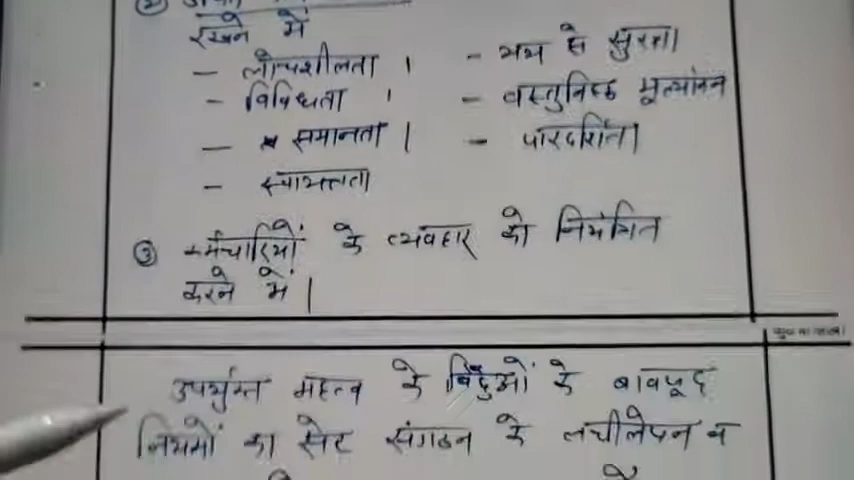 रखने में
- लोचशीलता । - भय से सुरक्षा
- विविधता । - वस्तुनिष्ठ मूल्यांकन
- समानता । - पारदर्शिता
- स्वायत्तता
③ कर्मचारियों के व्यवहार को नियंत्रित
करने में ।
उपर्युक्त महत्व के बिंदुओं के बावजूद
नियमों का सेट संगठन के लचीलेपन व